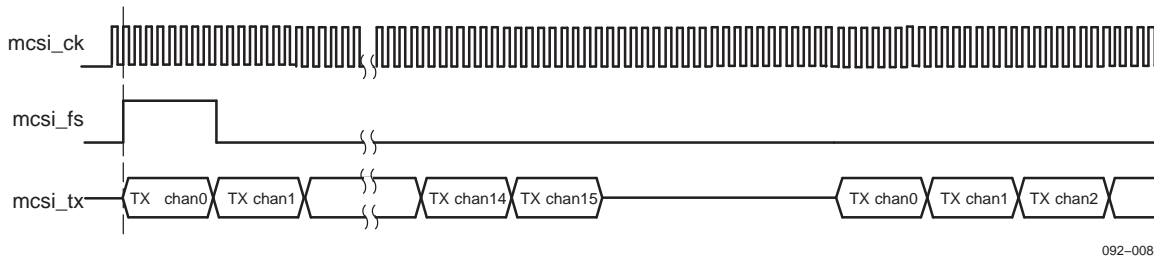 mcsi_ck
mcsi_fs
mcsi_tx TX chan0 TX chan1 TX chan14 TX chan15 TX chan0 TX chan1 TX chan2
092–008